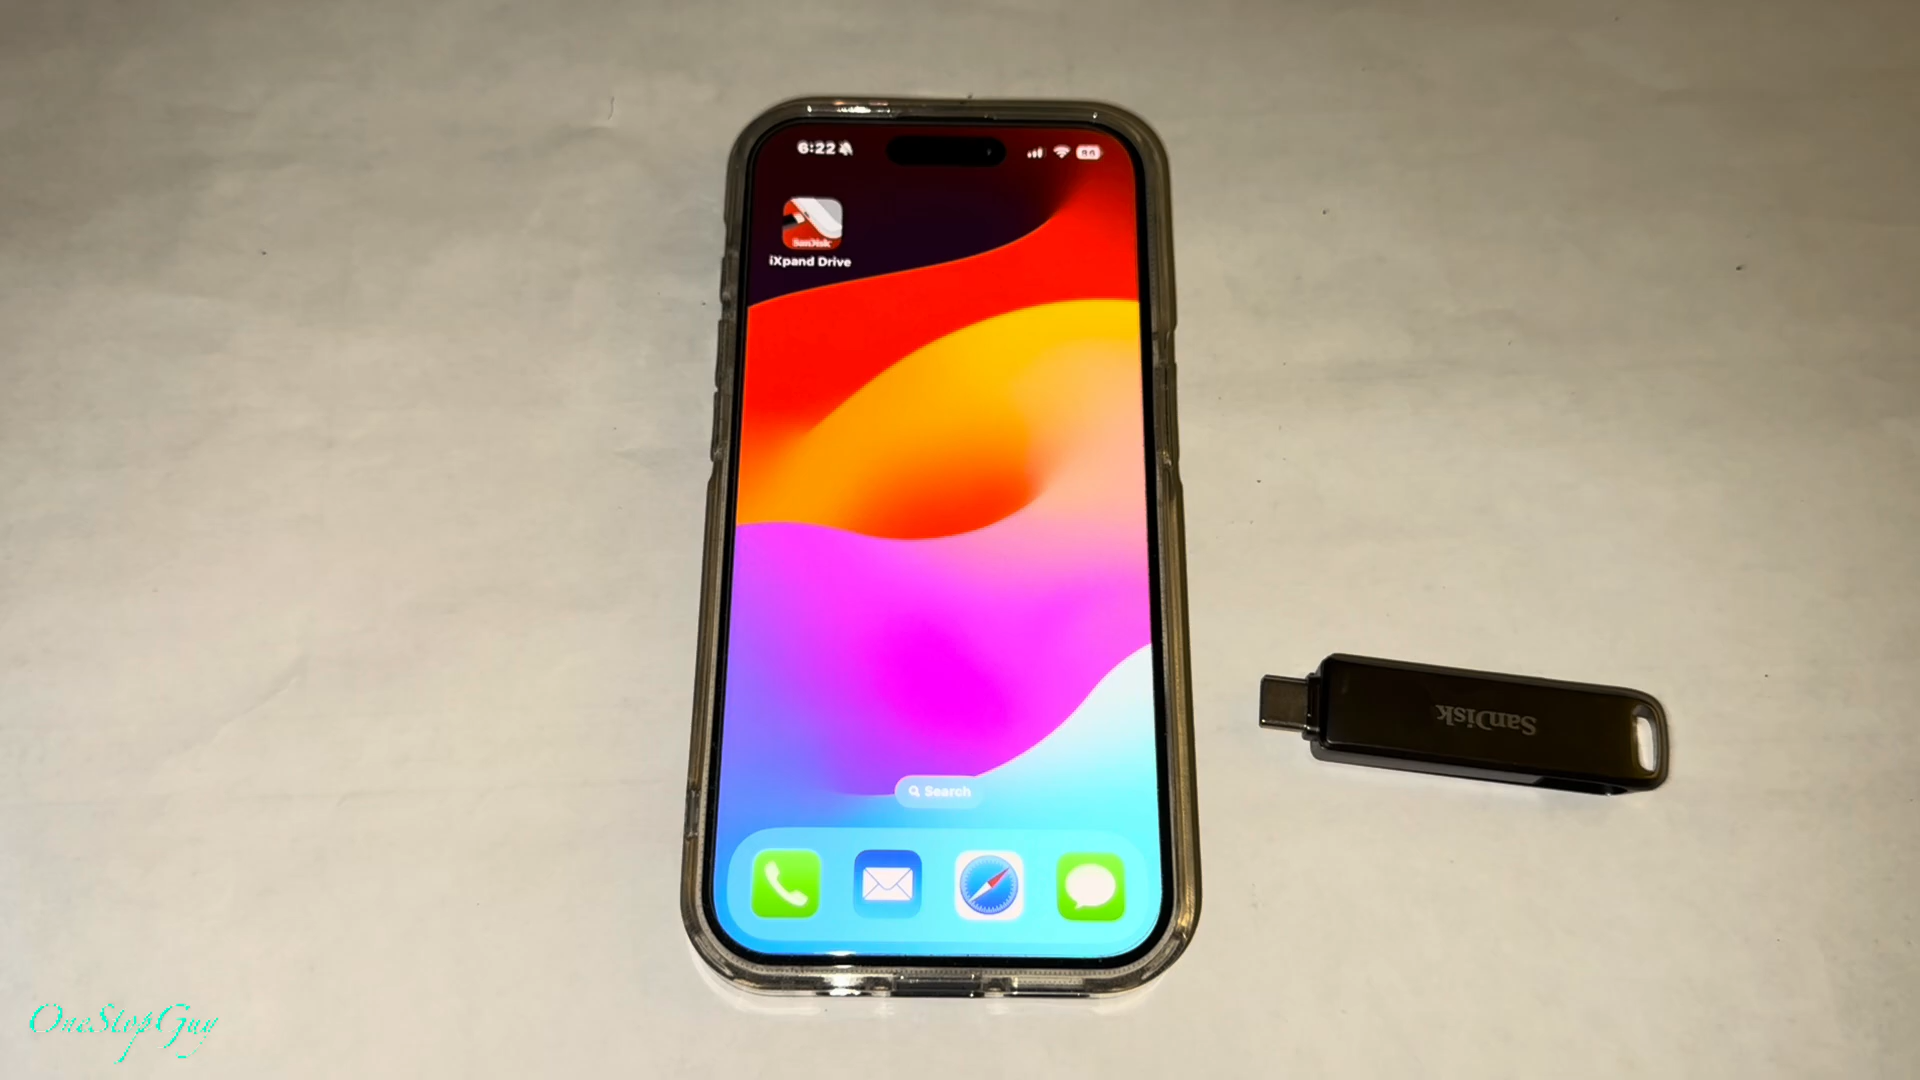 6:22
SanDisk
iXpand Drive
Search
SanDisk
OneStopGuy